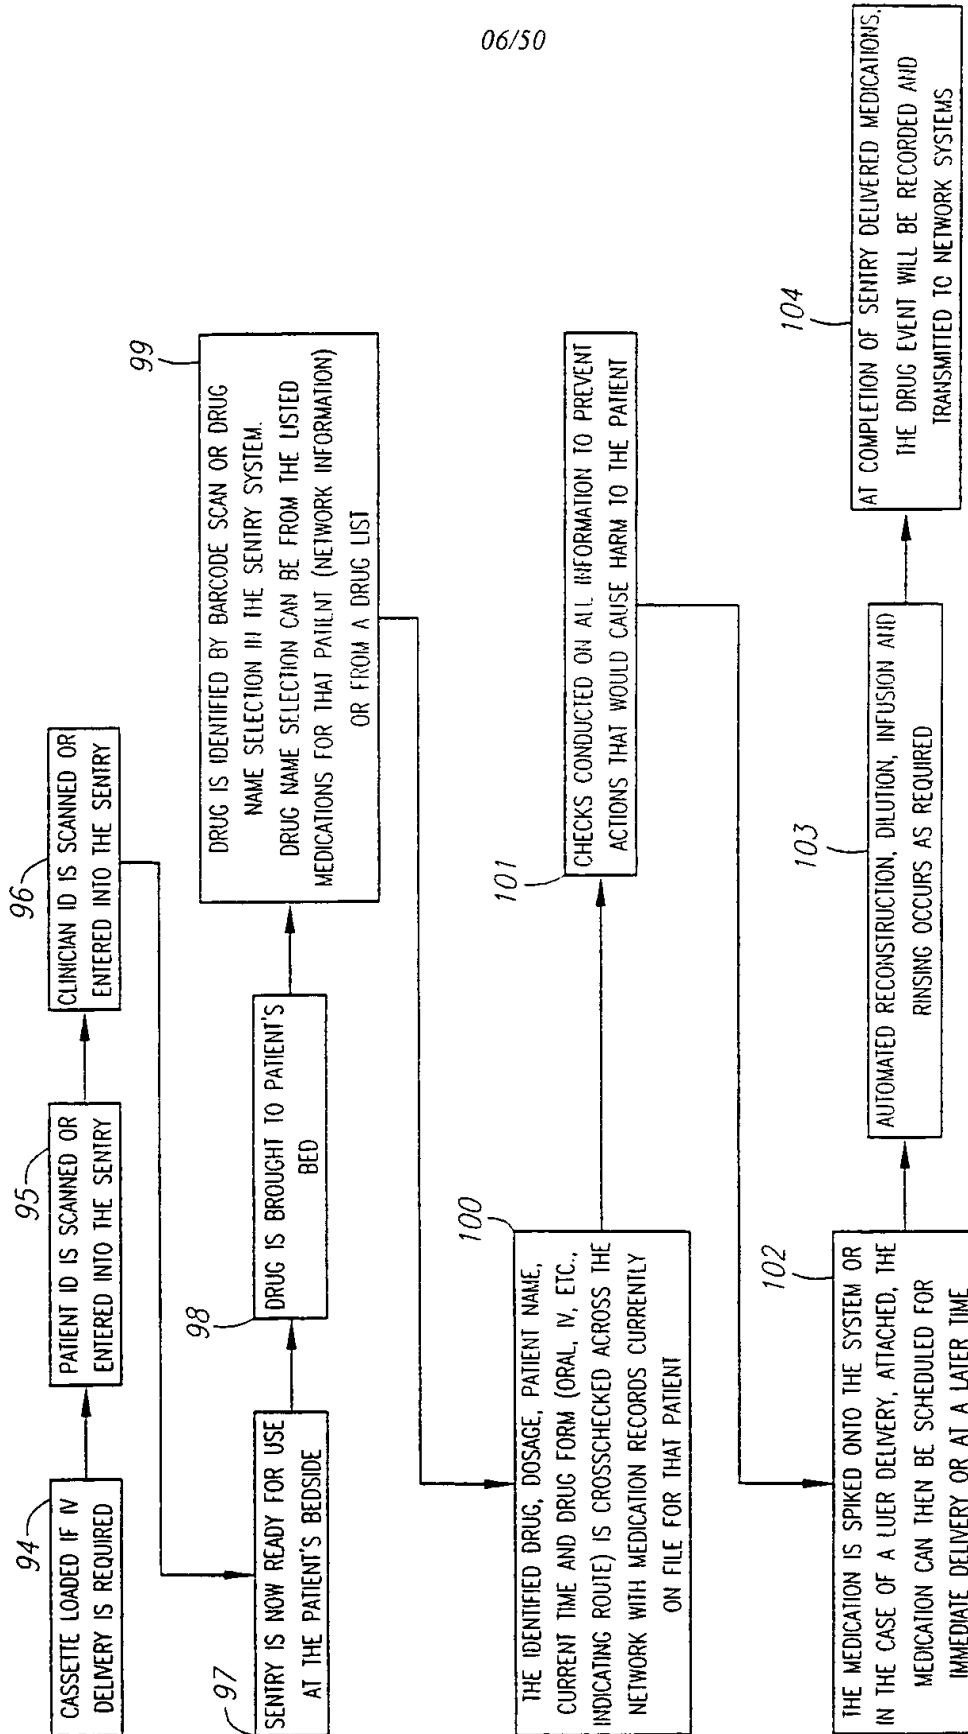 06/50
94
CASSETTE LOADED IF IV
DELIVERY IS REQUIRED
95
PATIENT ID IS SCANNED OR
ENTERED INTO THE SENTRY
96
CLINICIAN ID IS SCANNED OR
ENTERED INTO THE SENTRY
97
SENTRY IS NOW READY FOR USE
AT THE PATIENT'S BEDSIDE
98
DRUG IS BROUGHT TO PATIENT'S
BED
99
DRUG IS IDENTIFIED BY BARCODE SCAN OR DRUG
NAME SELECTION IN THE SENTRY SYSTEM.
DRUG NAME SELECTION CAN BE FROM THE LISTED
MEDICATIONS FOR THAT PATIENT (NETWORK INFORMATION)
OR FROM A DRUG LIST
100
THE IDENTIFIED DRUG, DOSAGE, PATIENT NAME,
CURRENT TIME AND DRUG FORM (ORAL, IV, ETC.,
INDICATING ROUTE) IS CROSSCHECKED ACROSS THE
NETWORK WITH MEDICATION RECORDS CURRENTLY
ON FILE FOR THAT PATIENT
101
CHECKS CONDUCTED ON ALL INFORMATION TO PREVENT
ACTIONS THAT WOULD CAUSE HARM TO THE PATIENT
102
THE MEDICATION IS SPIKED ONTO THE SYSTEM OR
IN THE CASE OF A LUER DELIVERY, ATTACHED, THE
MEDICATION CAN THEN BE SCHEDULED FOR
IMMEDIATE DELIVERY OR AT A LATER TIME
103
AUTOMATED RECONSTRUCTION, DILUTION, INFUSION AND
RINSING OCCURS AS REQUIRED
104
AT COMPLETION OF SENTRY DELIVERED MEDICATIONS,
THE DRUG EVENT WILL BE RECORDED AND
TRANSMITTED TO NETWORK SYSTEMS